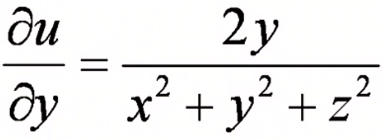 ∂u/∂y = 2y/(x² + y² + z²)